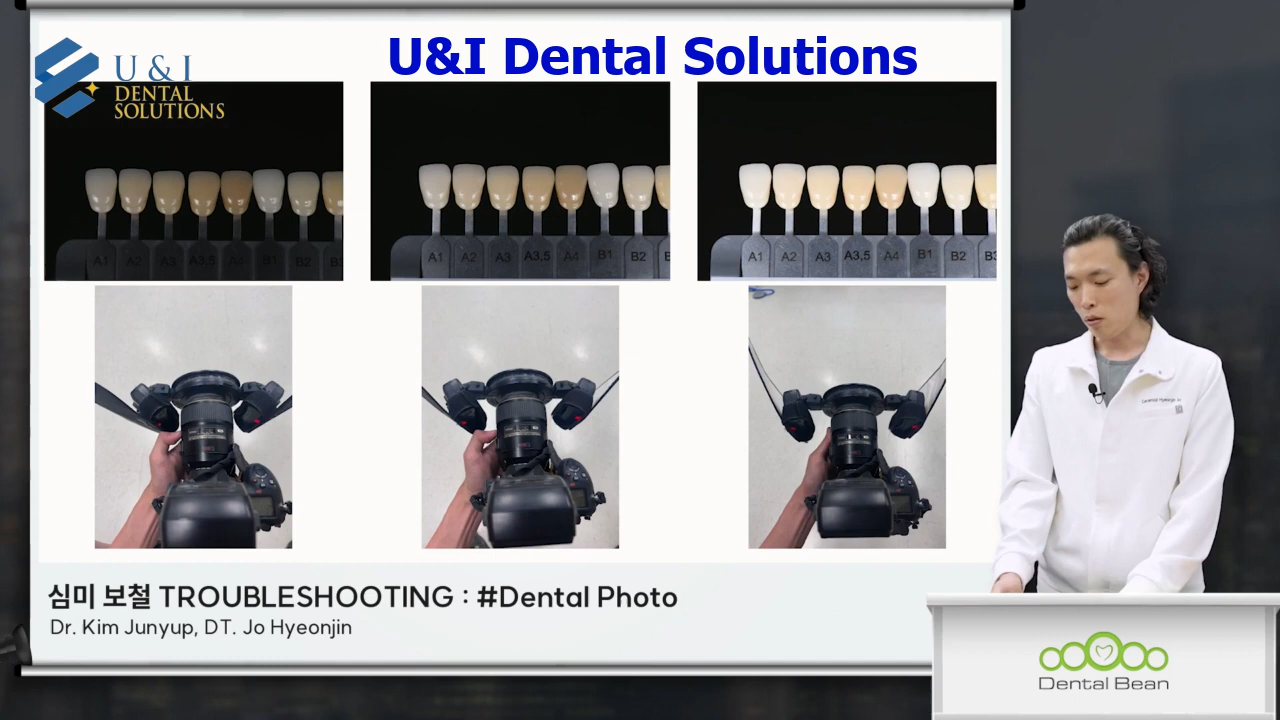 U&I Dental Solutions
U & I
DENTAL
SOLUTIONS
A1 A2 A3 A3,5 A4 B1 B2 B3
A1 A2 A3 A3,5 A4 B1 B2
A1 A2 A3 A3,5 A4 B1 B2 B3
심미 보철 TROUBLESHOOTING : #Dental Photo
Dr. Kim Junyup, DT. Jo Hyeonjin
Dental Bean